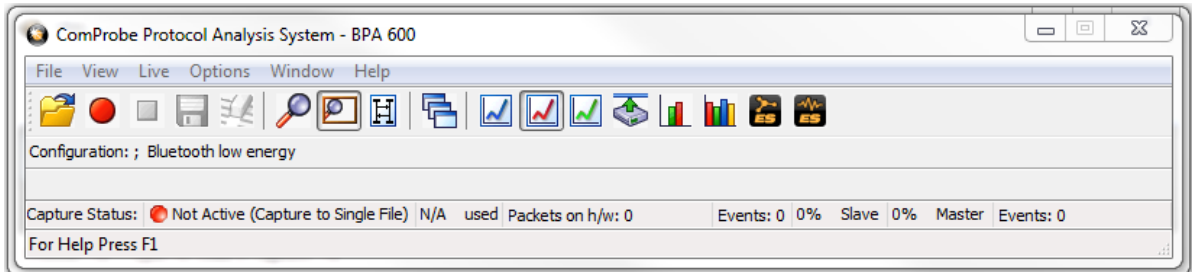 ComProbe Protocol Analysis System - BPA 600
File View Live Options Window Help
H
ES ES
Configuration: ; Bluetooth low energy
Capture Status: Not Active (Capture to Single File) N/A used Packets on h/w: 0 Events: 0 0% Slave 0% Master Events: 0
For Help Press F1